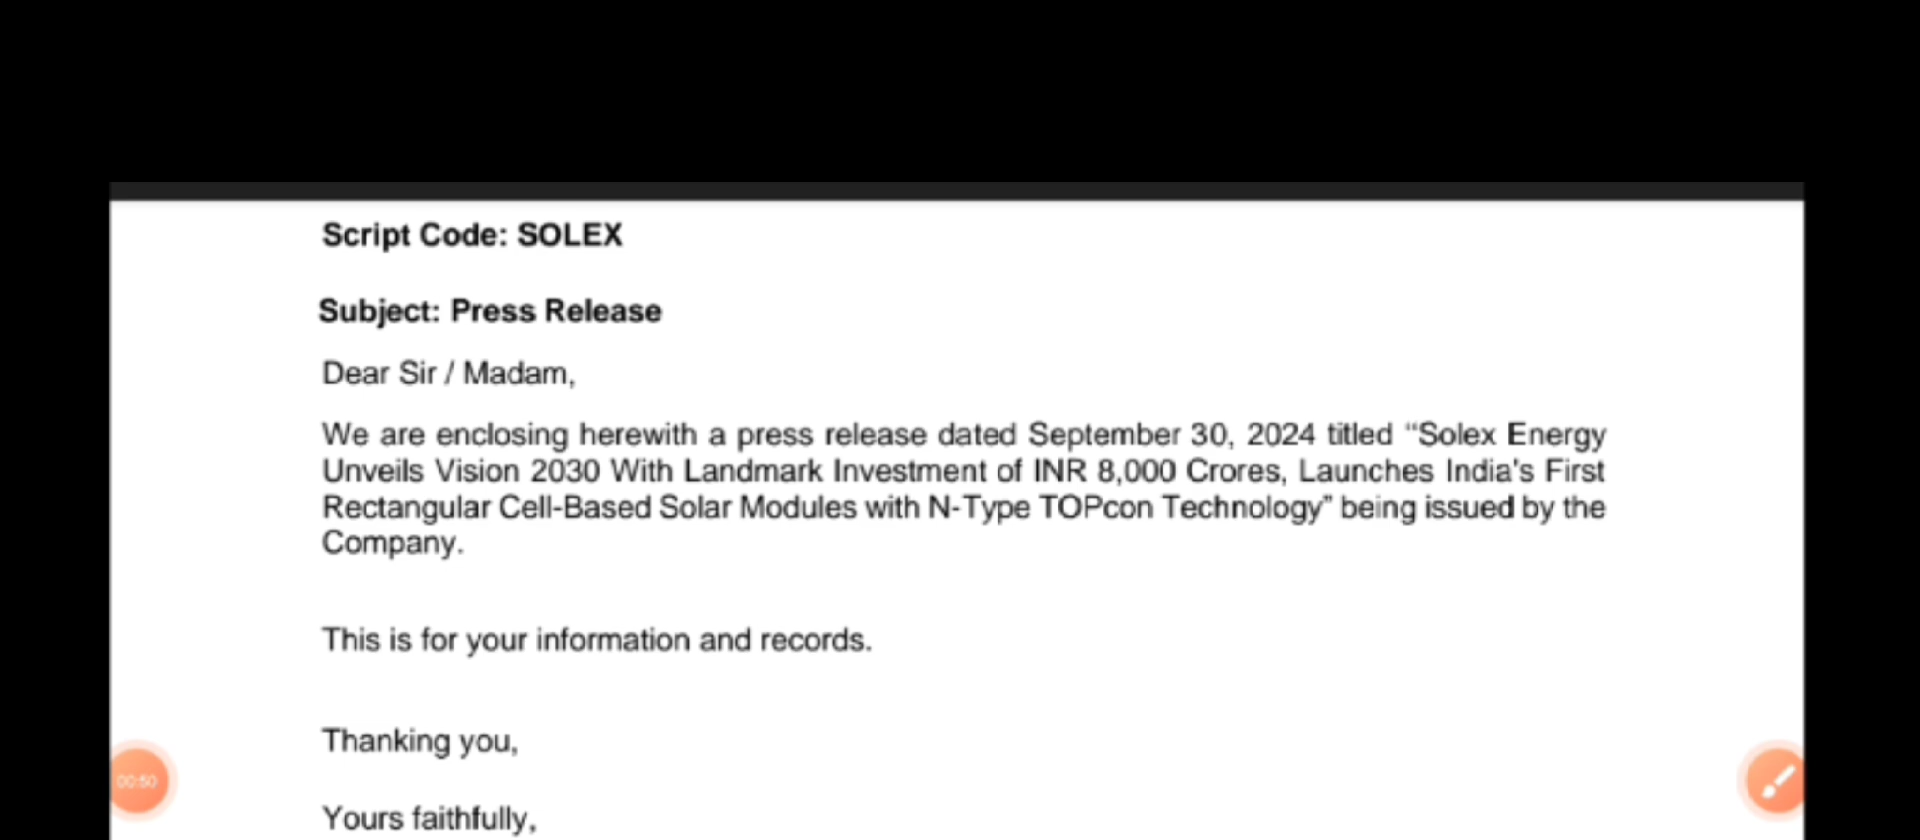 Script Code: SOLEX
Subject: Press Release
Dear Sir / Madam,
We are enclosing herewith a press release dated September 30, 2024 titled “Solex Energy
Unveils Vision 2030 With Landmark Investment of INR 8,000 Crores, Launches India's First
Rectangular Cell-Based Solar Modules with N-Type TOPcon Technology” being issued by the
Company.
This is for your information and records.
Thanking you,
00:50
Yours faithfully,